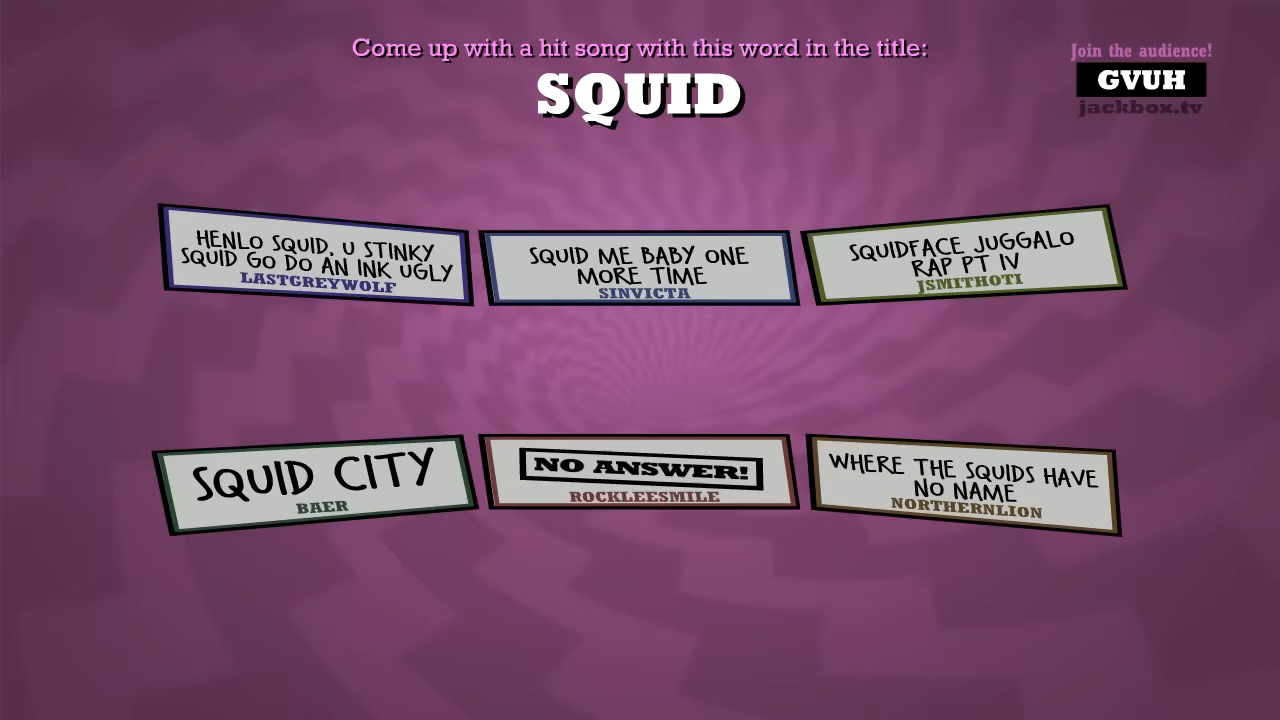 Come up with a hit song with this word in the title:
SQUID
Join the audience!
GVUH
jackbox.tv
HENLO SQUID, U STINKY
SQUID GO DO AN INK UGLY
LASTGREYWOLF
SQUID ME BABY ONE
MORE TIME
SINVICTA
SQUIDFACE JUGGALO
RAP PT IV
JSMITHOTI
SQUID CITY
BAER
NO ANSWER!
ROCKLEESMILE
WHERE THE SQUIDS HAVE
NO NAME
NORTHERNLION